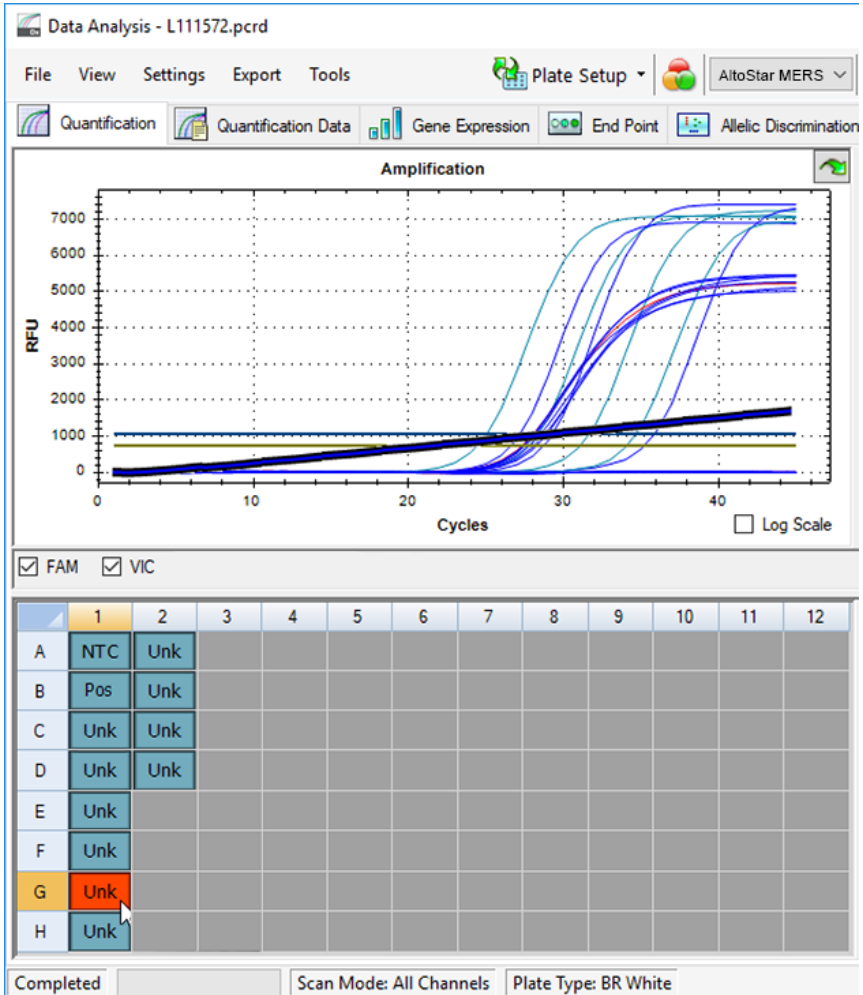 Data Analysis - L111572.pcrd
File View Settings Export Tools Plate Setup AltoStar MERS
Quantification Quantification Data Gene Expression End Point Allelic Discrimination
Amplification
7000
6000
5000
4000
3000
2000
1000
0
RFU
0 10 20 30 40
Cycles
Log Scale
FAM VIC
1 2 3 4 5 6 7 8 9 10 11 12
A NTC Unk
B Pos Unk
C Unk Unk
D Unk Unk
E Unk
F Unk
G Unk
H Unk
Completed Scan Mode: All Channels Plate Type: BR White